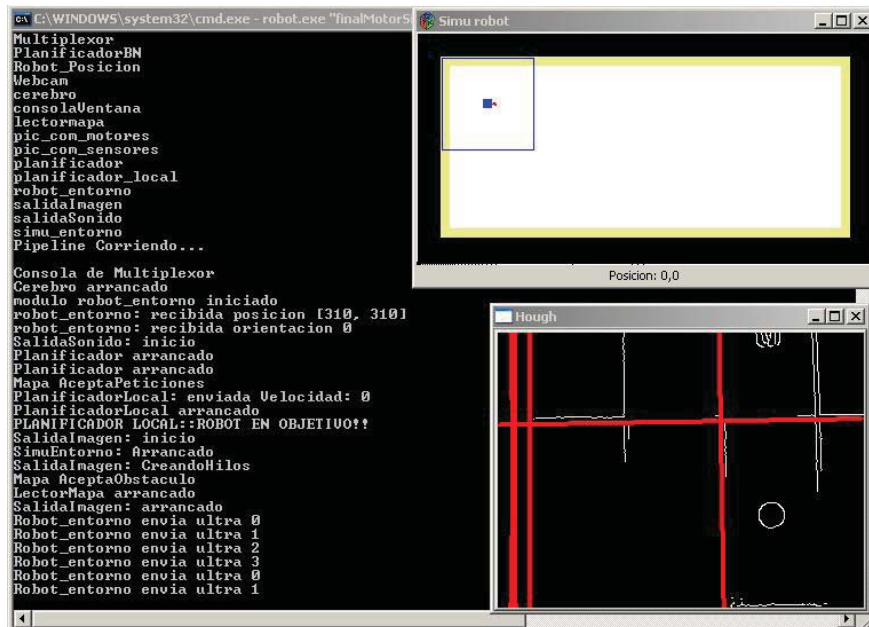 C:\WINDOWS\system32\cmd.exe - robot.exe "finalMotorS
Multiplexor
PlanificadorBN
Robot_Posicion
Webcam
cerebro
consolaVentana
lectormapa
pic_com_motores
pic_com_sensores
planificador
planificador_local
robot_entorno
salidaImagen
salidaSonido
simu_entorno
Pipeline Corriendo...
Consola de Multiplexor
Cerebro arrancado
modulo robot_entorno iniciado
robot_entorno: recibida posicion [310, 310]
robot_entorno: recibida orientacion 0
SalidaSonido: inicio
Planificador arrancado
Planificador arrancado
Mapa AceptaPeticiones
PlanificadorLocal: enviada Velocidad: 0
PlanificadorLocal arrancado
PLANIFICADOR LOCAL::ROBOT EN OBJETIVO!!
SalidaImagen: inicio
SimuEntorno: Arrancado
SalidaImagen: CreandoHilos
Mapa AceptaObstaculo
LectorMapa arrancado
SalidaImagen: arrancado
Robot_entorno envia ultra 0
Robot_entorno envia ultra 1
Robot_entorno envia ultra 2
Robot_entorno envia ultra 3
Robot_entorno envia ultra 0
Robot_entorno envia ultra 1
Simu robot
Posicion: 0,0
Hough